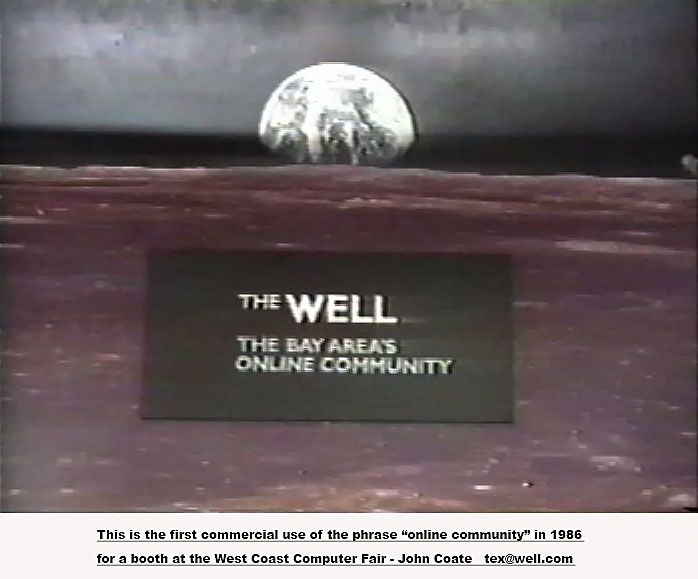 THE WELL
THE BAY AREA'S
ONLINE COMMUNITY
This is the first commercial use of the phrase “online community” in 1986
for a booth at the West Coast Computer Fair - John Coate tex@well.com